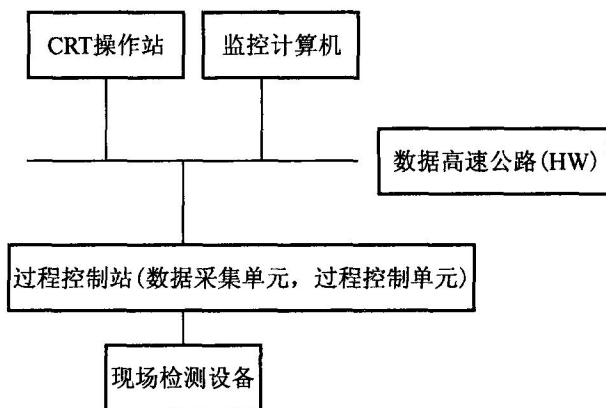 CRT操作站
监控计算机
数据高速公路(HW)
过程控制站(数据采集单元，过程控制单元)
现场检测设备